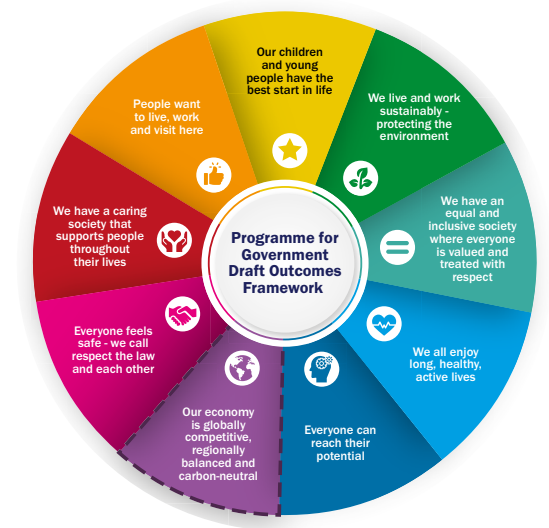 Our children
and young
people have the
best start in life
We live and work
sustainably -
protecting the
environment
We have an
equal and
inclusive society
where everyone
is valued and
treated with
respect
We all enjoy
long, healthy,
active lives
Everyone can
reach their
potential
Our economy
is globally
competitive,
regionally
balanced and
carbon-neutral
Everyone feels
safe - we call
respect the law
and each other
We have a caring
society that
supports people
throughout
their lives
People want
to live, work
and visit here
Programme for
Government
Draft Outcomes
Framework